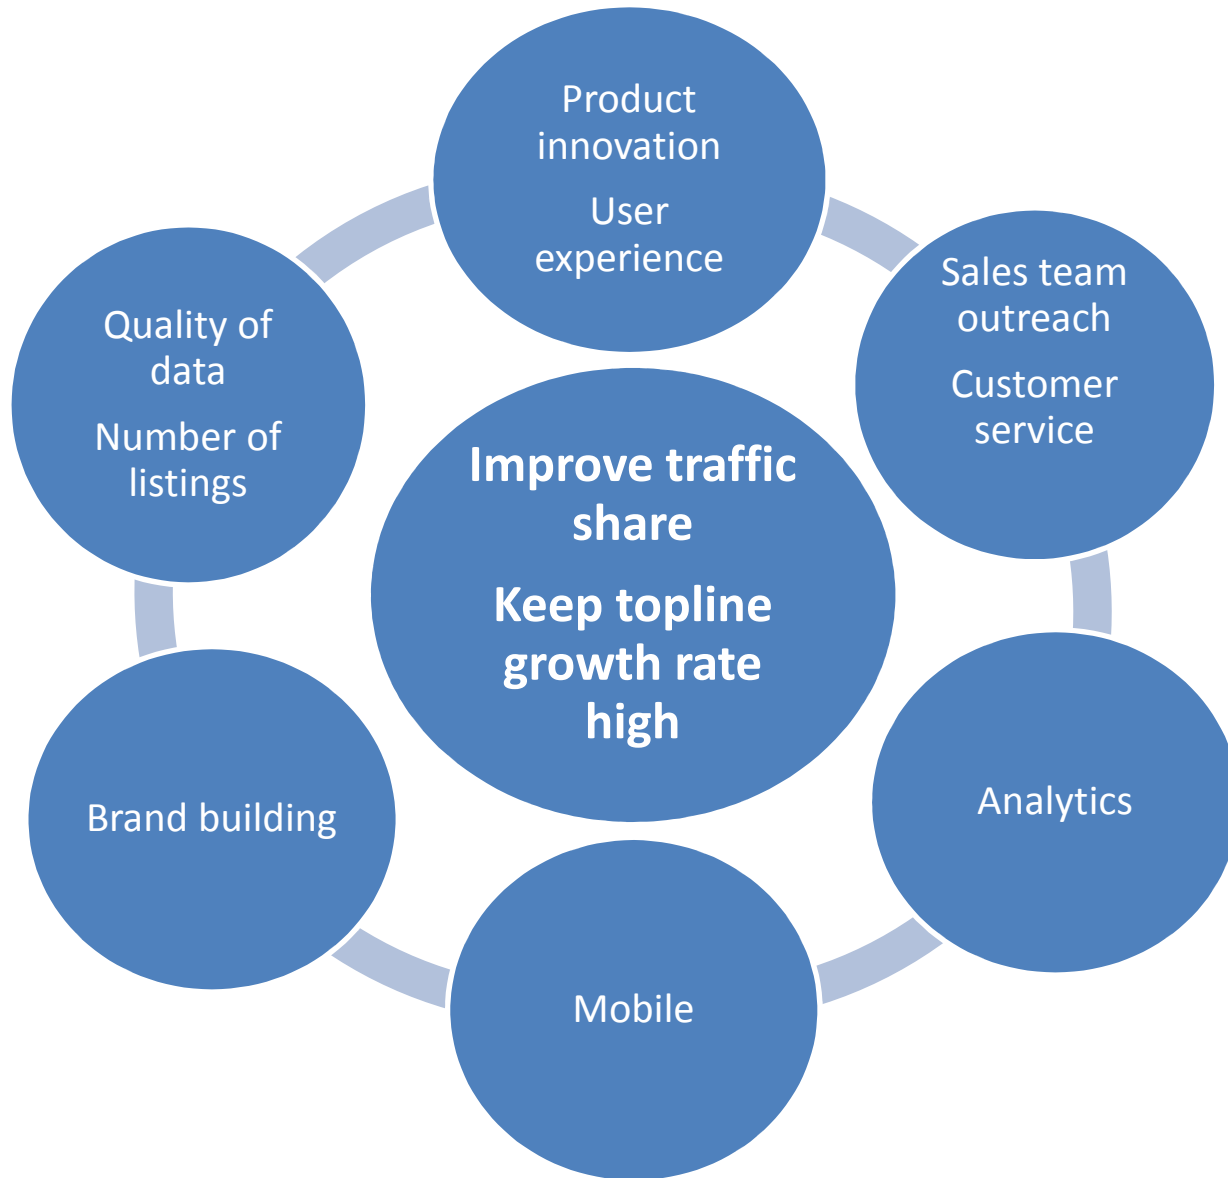 Product
innovation
User
experience
Sales team
outreach
Customer
service
Quality of
data
Number of
listings
Improve traffic
share
Keep topline
growth rate
high
Analytics
Brand building
Mobile